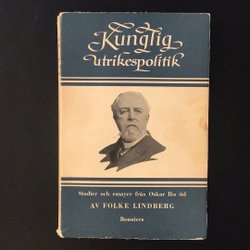 Kunglig
utrikespolitik
Studier och essayer från Oskar IIs tid
AV FOLKE LINDBERG
Bonniers